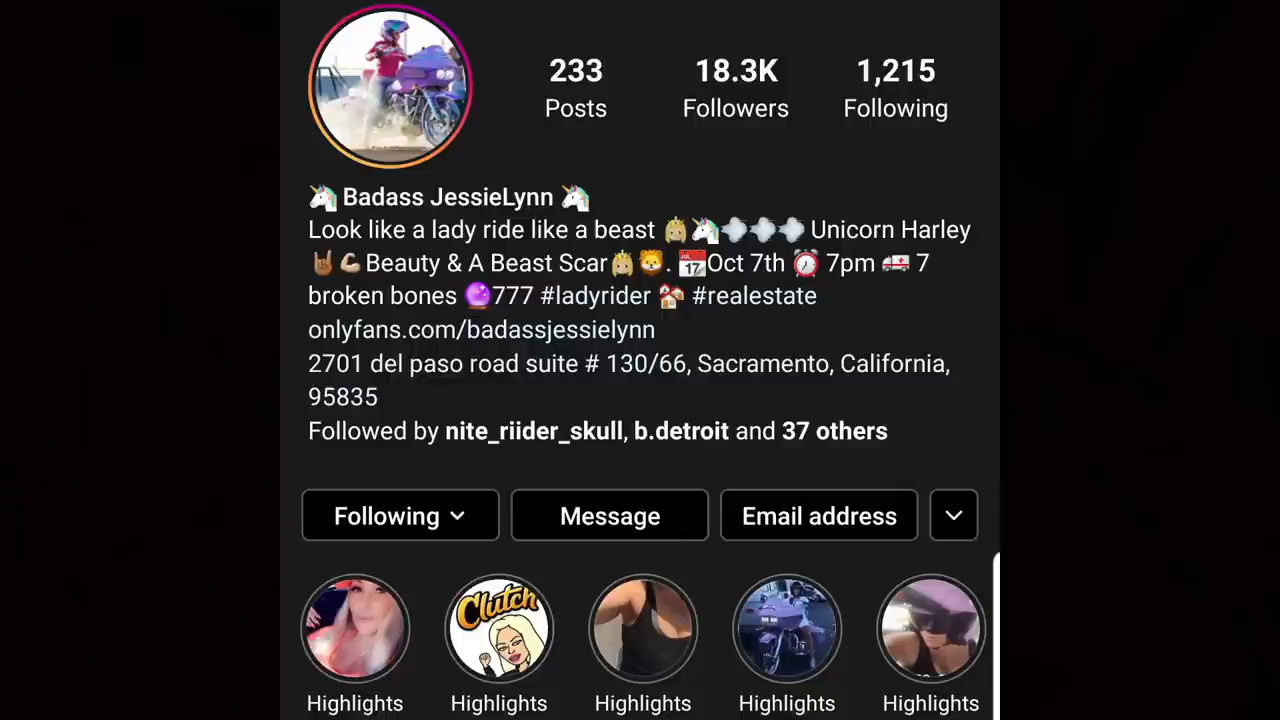 233 18.3K 1,215
Posts Followers Following
🦄 Badass JessieLynn 🦄
Look like a lady ride like a beast 👸🏼🦄💨💨💨 Unicorn Harley
🤘🏽💪🏼 Beauty & A Beast Scar👸🏼🦁. 📅Oct 7th ⏰ 7pm 🚑 7
broken bones 🔮777 #ladyrider 🏘 #realestate
onlyfans.com/badassjessielynn
2701 del paso road suite # 130/66, Sacramento, California,
95835
Followed by nite_riider_skull, b.detroit and 37 others
Following Message Email address
Clutch
Highlights Highlights Highlights Highlights Highlights